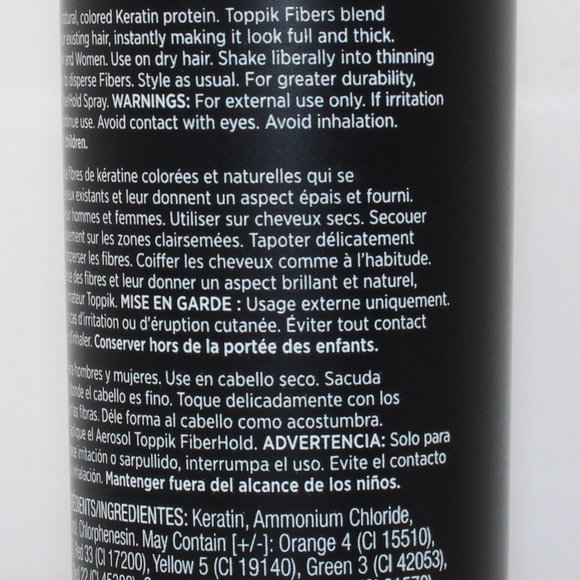 natural, colored Keratin protein. Toppik Fibers blend
existing hair, instantly making it look full and thick.
and Women. Use on dry hair. Shake liberally into thinning
to disperse Fibers. Style as usual. For greater durability,
FiberHold Spray. WARNINGS: For external use only. If irritation
use. Avoid contact with eyes. Avoid inhalation.
children.
fibres de kératine colorées et naturelles qui se
existants et leur donnent un aspect épais et fourni.
hommes et femmes. Utiliser sur cheveux secs. Secouer
sur les zones clairsemées. Tapoter délicatement
les fibres. Coiffer les cheveux comme à l'habitude.
des fibres et leur donner un aspect brillant et naturel,
Toppik. MISE EN GARDE : Usage externe uniquement.
cas d'irritation ou d'éruption cutanée. Éviter tout contact
d'inhaler. Conserver hors de la portée des enfants.
hombres y mujeres. Use en cabello seco. Sacuda
el cabello es fino. Toque delicadamente con los
las fibras. Déle forma al cabello como acostumbra.
que el Aerosol Toppik FiberHold. ADVERTENCIA: Solo para
irritación o sarpullido, interrumpa el uso. Evite el contacto
inhalación. Mantenger fuera del alcance de los niños.
INGREDIENTES: Keratin, Ammonium Chloride,
Chlorphenesin. May Contain [+/-]: Orange 4 (CI 15510),
Red 33 (CI 17200), Yellow 5 (CI 19140), Green 3 (CI 42053),